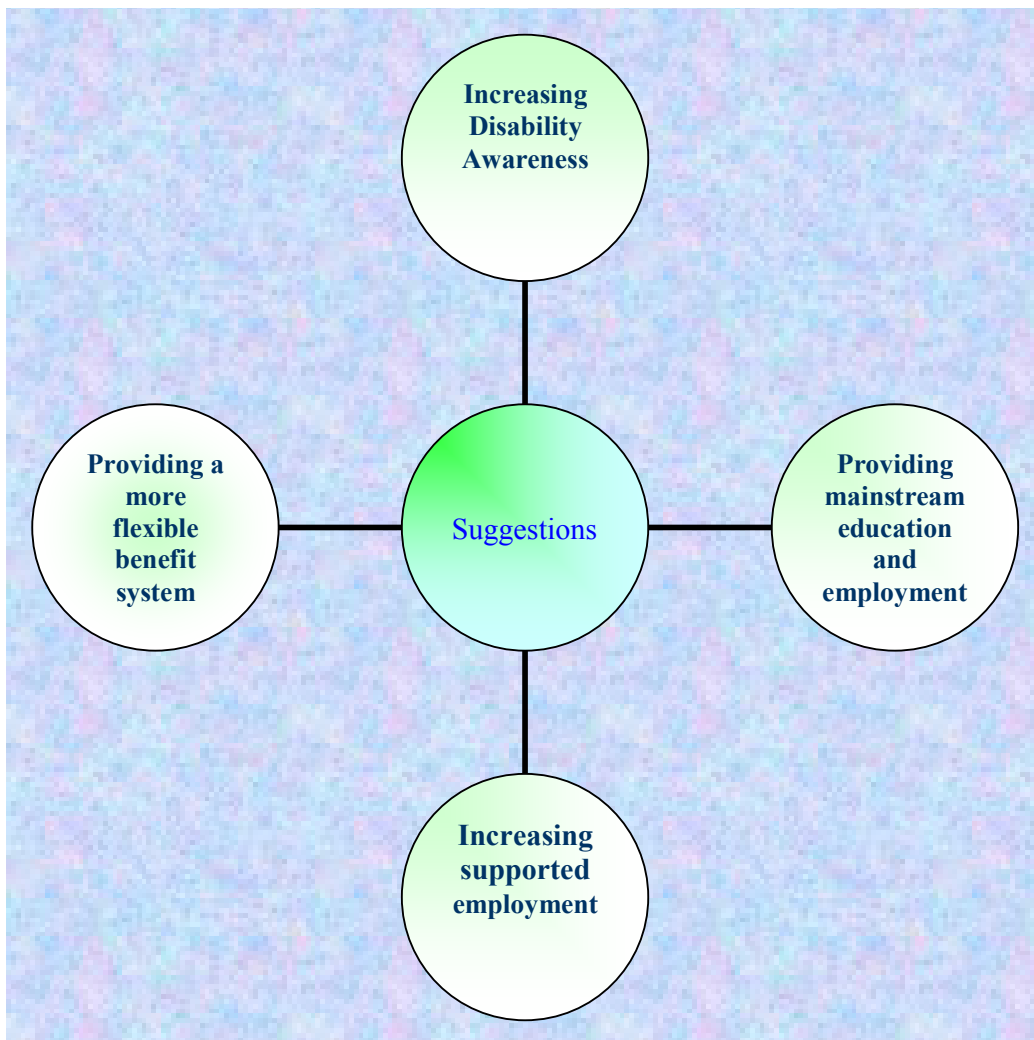 Increasing
Disability
Awareness
Providing a
more
flexible
benefit
system
Suggestions
Providing
mainstream
education
and
employment
Increasing
supported
employment